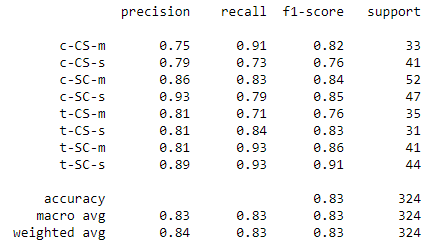 precision recall f1-score support
c-CS-m 0.75 0.91 0.82 33
c-CS-s 0.79 0.73 0.76 41
c-SC-m 0.86 0.83 0.84 52
c-SC-s 0.93 0.79 0.85 47
t-CS-m 0.81 0.71 0.76 35
t-CS-s 0.81 0.84 0.83 31
t-SC-m 0.81 0.93 0.86 41
t-SC-s 0.89 0.93 0.91 44
accuracy 0.83 324
macro avg 0.83 0.83 0.83 324
weighted avg 0.84 0.83 0.83 324